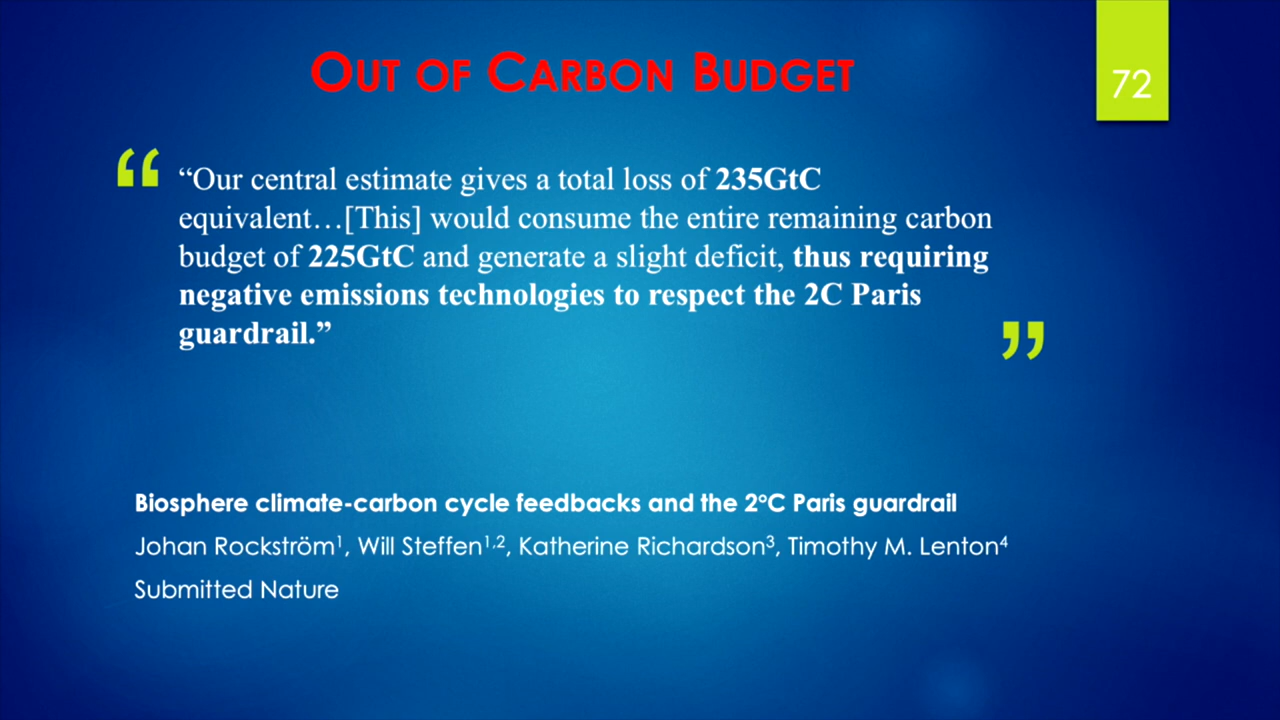 OUT OF CARBON BUDGET
72
“Our central estimate gives a total loss of 235GtC
equivalent…[This] would consume the entire remaining carbon
budget of 225GtC and generate a slight deficit, thus requiring
negative emissions technologies to respect the 2C Paris
guardrail.”
Biosphere climate-carbon cycle feedbacks and the 2°C Paris guardrail
Johan Rockström¹, Will Steffen¹,², Katherine Richardson³, Timothy M. Lenton⁴
Submitted Nature